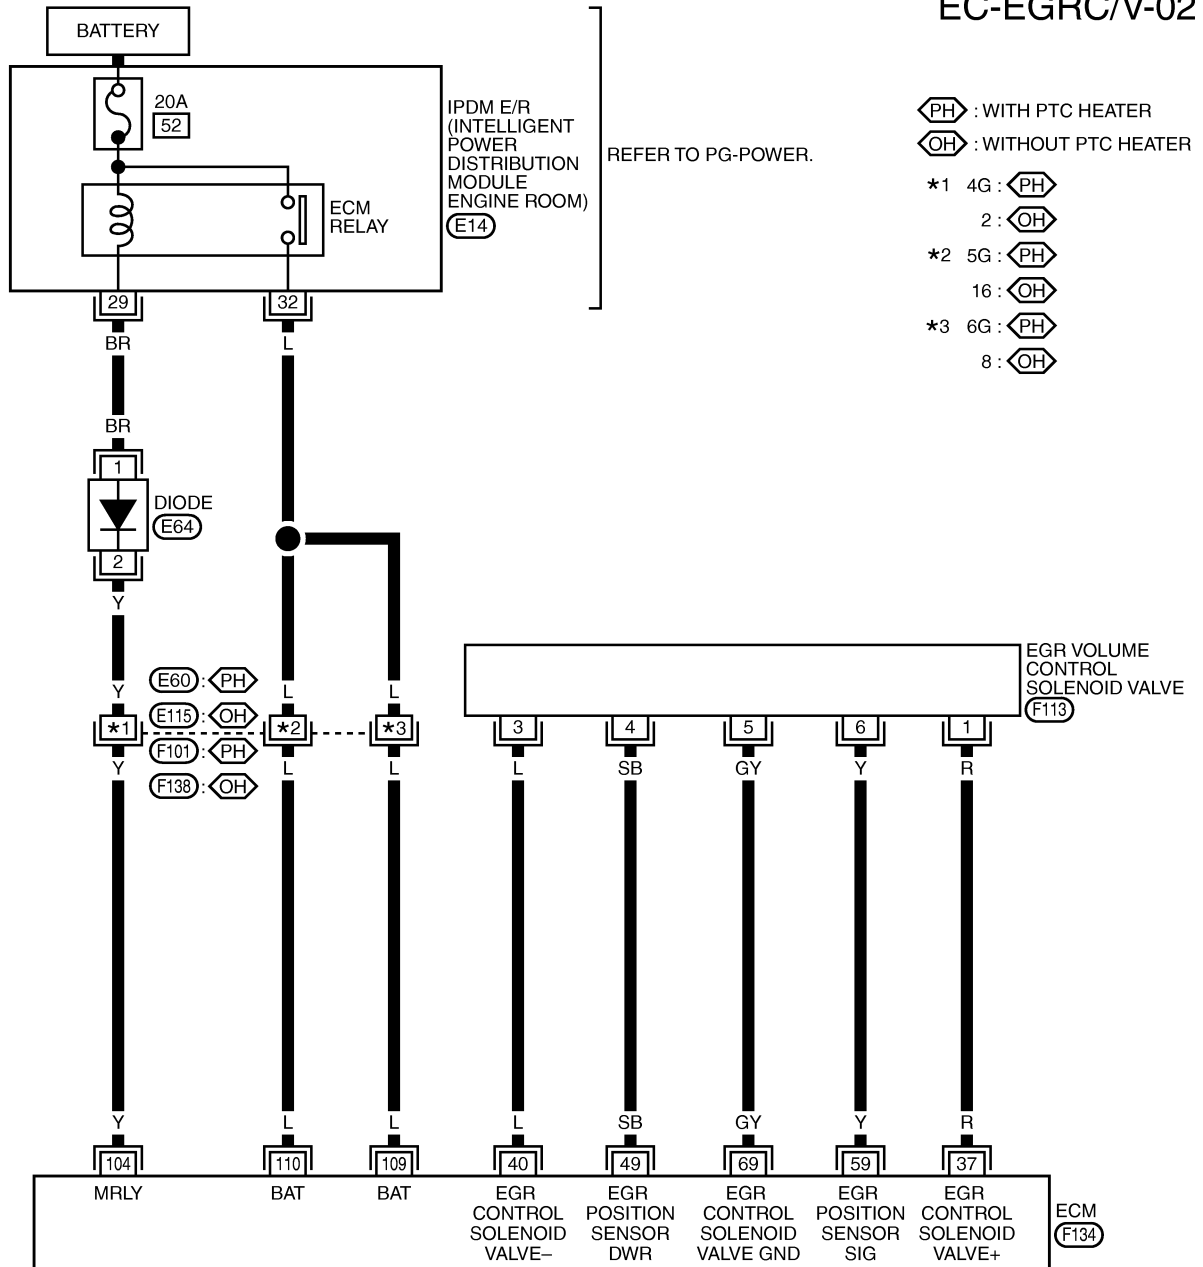 EC-EGRC/V-02
BATTERY
20A
52
IPDM E/R
(INTELLIGENT
POWER
DISTRIBUTION
MODULE
ENGINE ROOM)
E14
REFER TO PG-POWER.
ECM
RELAY
PH : WITH PTC HEATER
OH : WITHOUT PTC HEATER
*1 4G : PH
2 : OH
*2 5G : PH
16 : OH
*3 6G : PH
8 : OH
29 32
BR L
BR
1
DIODE
E64
2
Y
E60 : PH
Y L L
E115 : OH
*1 *2 *3
F101 : PH
Y L L
F138 : OH
EGR VOLUME
CONTROL
SOLENOID VALVE
F113
3 4 5 6 1
L SB GY Y R
Y L L L SB GY Y R
104 110 109 40 49 69 59 37
MRLY
BAT
BAT
EGR
CONTROL
SOLENOID
VALVE–
EGR
POSITION
SENSOR
DWR
EGR
CONTROL
SOLENOID
VALVE GND
EGR
POSITION
SENSOR
SIG
EGR
CONTROL
SOLENOID
VALVE+
ECM
F134